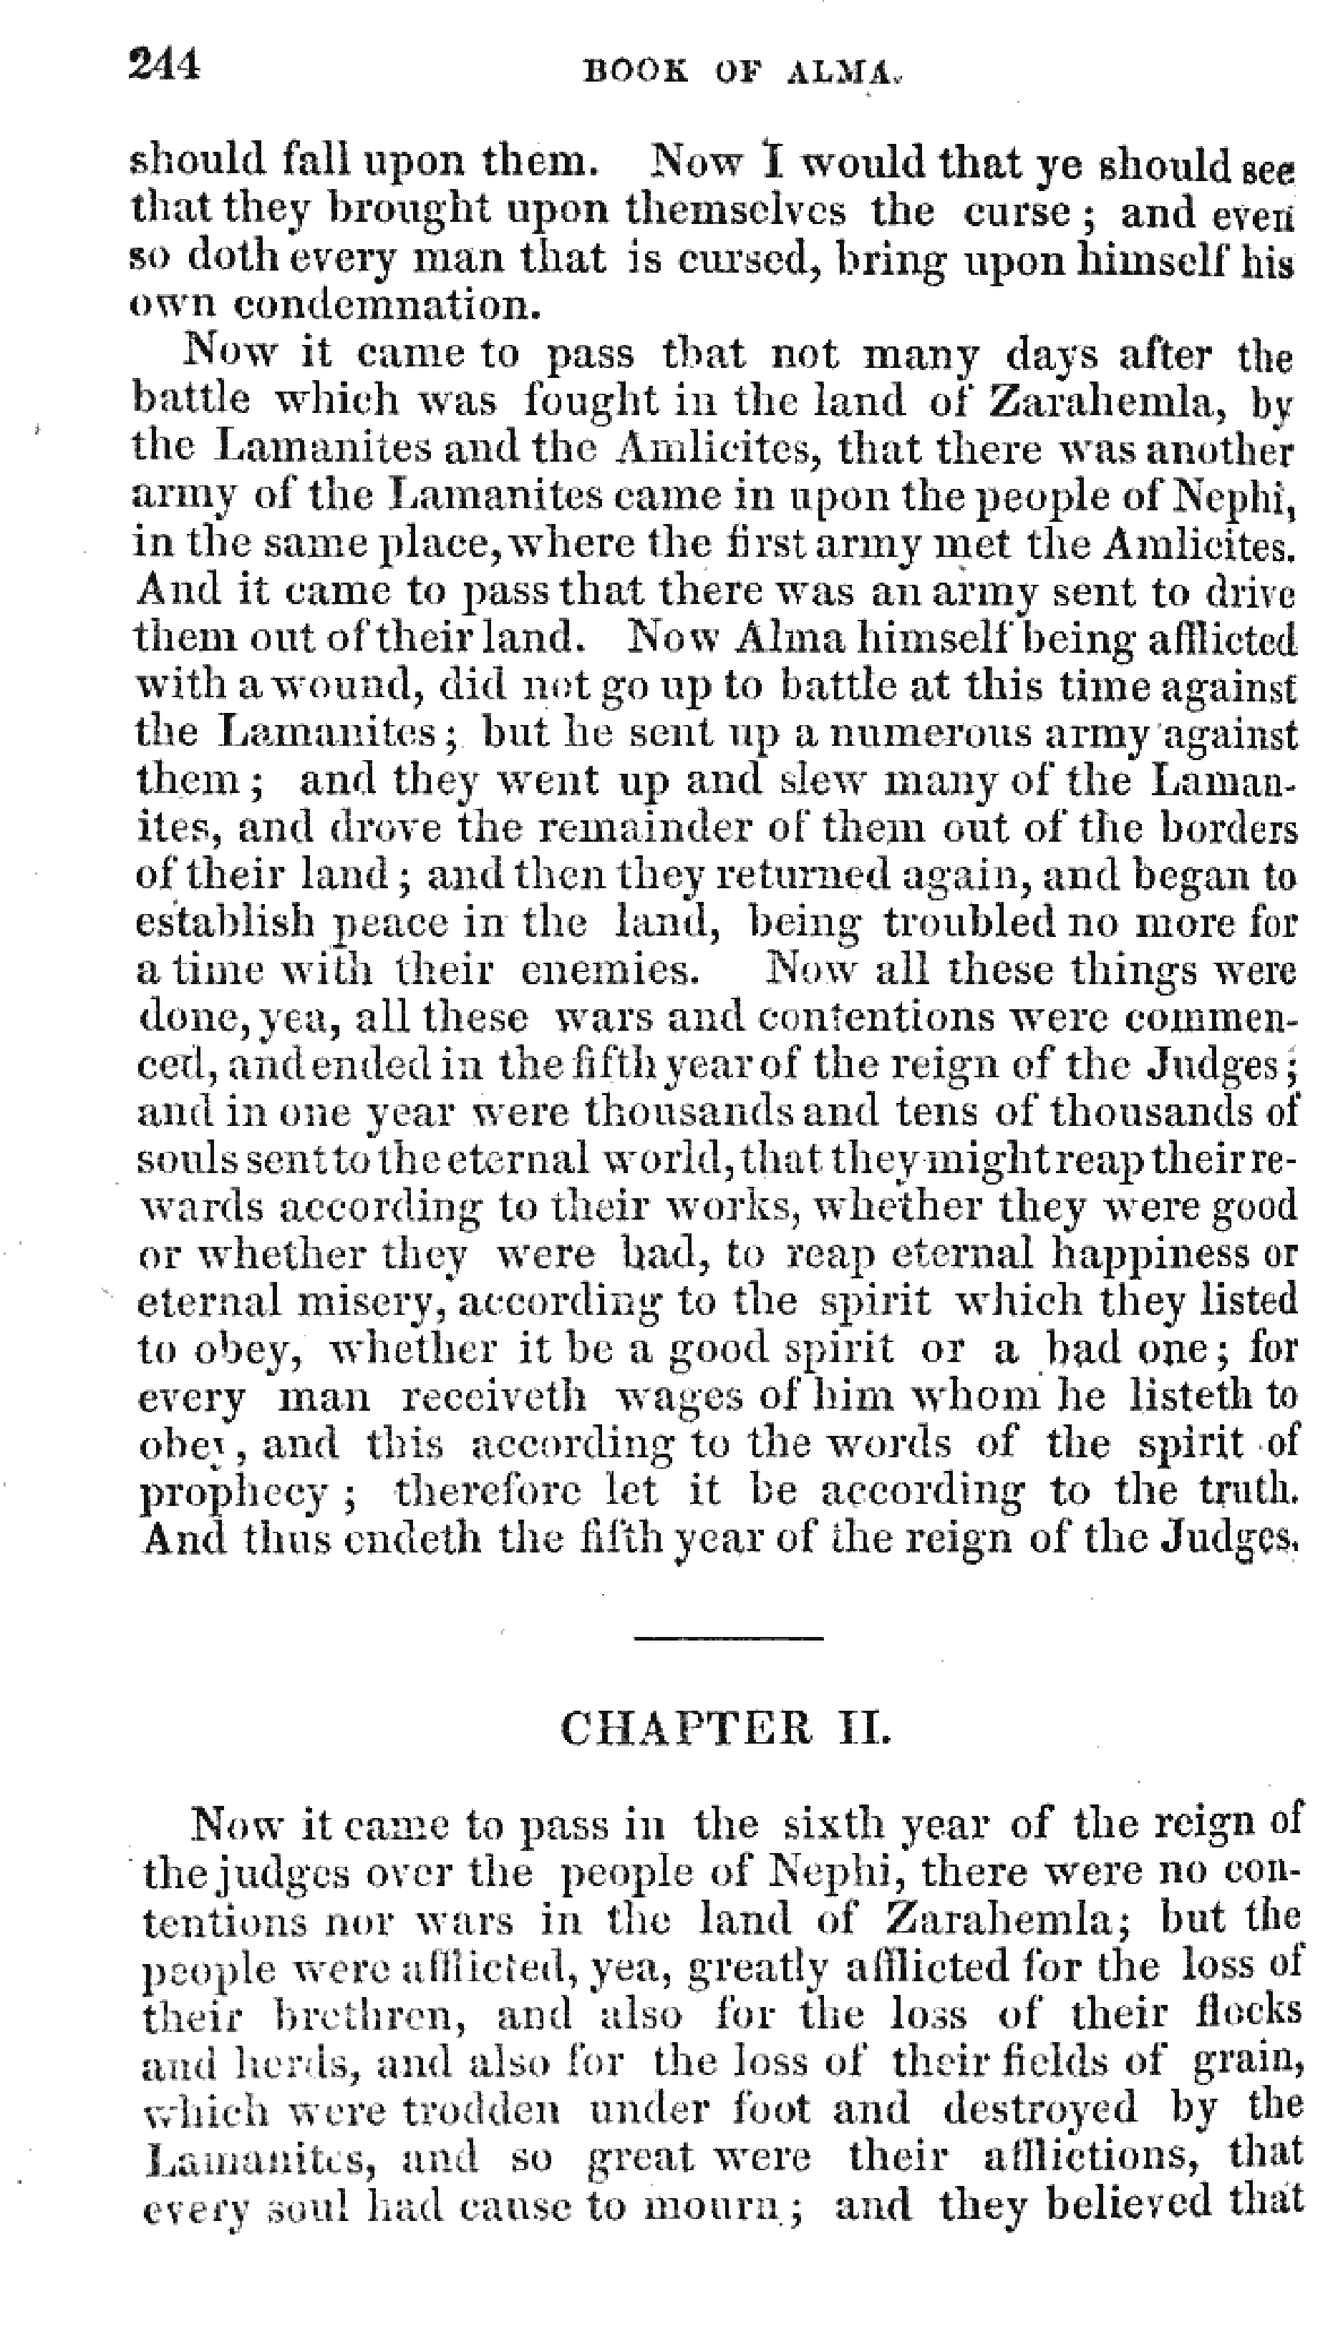 244
BOOK OF ALMA.
should fall upon them. Now I would that ye should see
that they brought upon themselves the curse; and even
so doth every man that is cursed, bring upon himself his
own condemnation.
Now it came to pass that not many days after the
battle which was fought in the land of Zarahemla, by
the Lamanites and the Amlicites, that there was another
army of the Lamanites came in upon the people of Nephi,
in the same place, where the first army met the Amlicites.
And it came to pass that there was an army sent to drive
them out of their land. Now Alma himself being afflicted
with a wound, did not go up to battle at this time against
the Lamanites; but he sent up a numerous army against
them; and they went up and slew many of the Laman-
ites, and drove the remainder of them out of the borders
of their land; and then they returned again, and began to
establish peace in the land, being troubled no more for
a time with their enemies. Now all these things were
done, yea, all these wars and contentions were commen-
ced, and ended in the fifth year of the reign of the Judges;
and in one year were thousands and tens of thousands of
souls sent to the eternal world, that they might reap their re-
wards according to their works, whether they were good
or whether they were bad, to reap eternal happiness or
eternal misery, according to the spirit which they listed
to obey, whether it be a good spirit or a bad one; for
every man receiveth wages of him whom he listeth to
obey, and this according to the words of the spirit of
prophecy; therefore let it be according to the truth.
And thus endeth the fifth year of the reign of the Judges.
CHAPTER II.
Now it came to pass in the sixth year of the reign of
the judges over the people of Nephi, there were no con-
tentions nor wars in the land of Zarahemla; but the
people were afflicted, yea, greatly afflicted for the loss of
their brethren, and also for the loss of their flocks
and herds, and also for the loss of their fields of grain,
which were trodden under foot and destroyed by the
Lamanites, and so great were their afflictions, that
every soul had cause to mourn; and they believed that